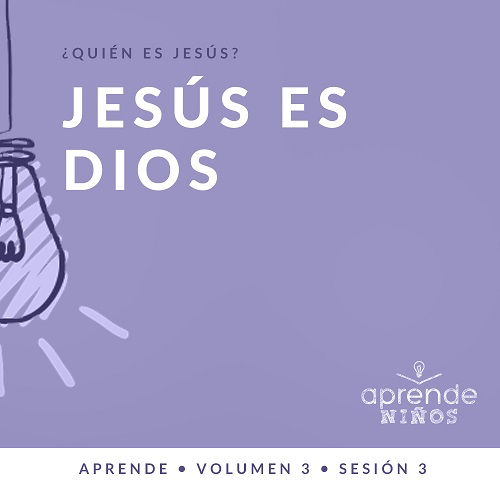 ¿QUIÉN ES JESÚS?
JESÚS ES
DIOS
aprende
NIÑOS
APRENDE • VOLUMEN 3 • SESIÓN 3